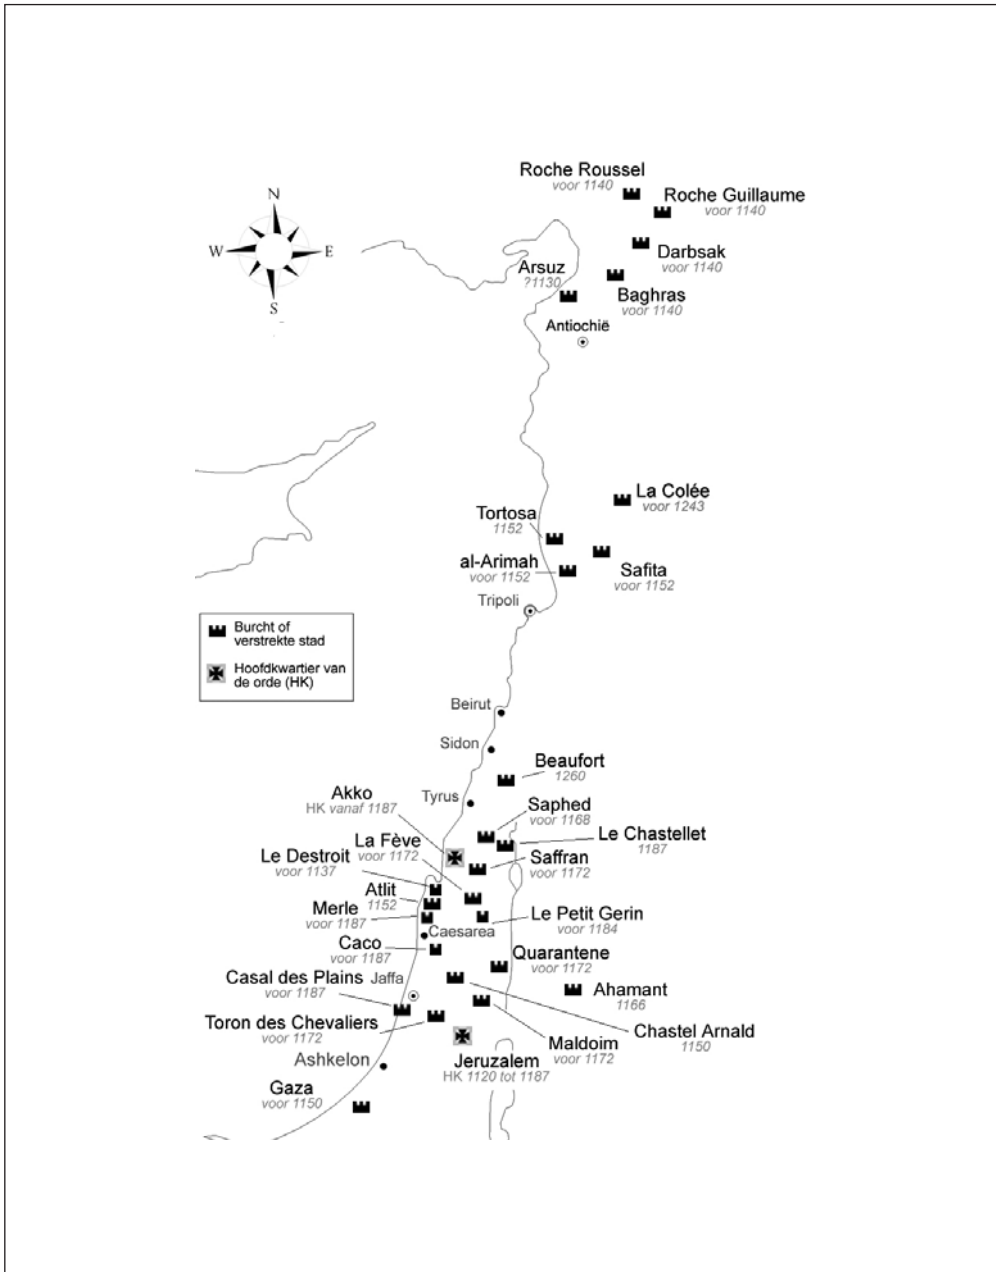 Roche Roussel
voor 1140
Roche Guillaume
voor 1140
N
W
E
S
Darbsak
voor 1140
Arsuz
?1130
Baghras
voor 1140
Antiochië
La Colée
voor 1243
Tortosa
1152
al-Arimah
voor 1152
Safita
voor 1152
Tripoli
Burcht of
verstrekte stad
Hoofdkwartier van
de orde (HK)
Beirut
Sidon
Beaufort
1260
Akko
HK vanaf 1187
Tyrus
Saphed
voor 1168
Le Chastellet
1187
La Fève
voor 1172
Saffran
voor 1172
Le Destroit
voor 1137
Atlit
1152
Merle
voor 1187
Le Petit Gerin
voor 1184
Caesarea
Caco
voor 1187
Quarantene
voor 1172
Casal des Plains
voor 1187
Jaffa
Ahamant
1166
Toron des Chevaliers
voor 1172
Chastel Arnald
1150
Maldoim
voor 1172
Jeruzalem
HK 1120 tot 1187
Ashkelon
Gaza
voor 1150